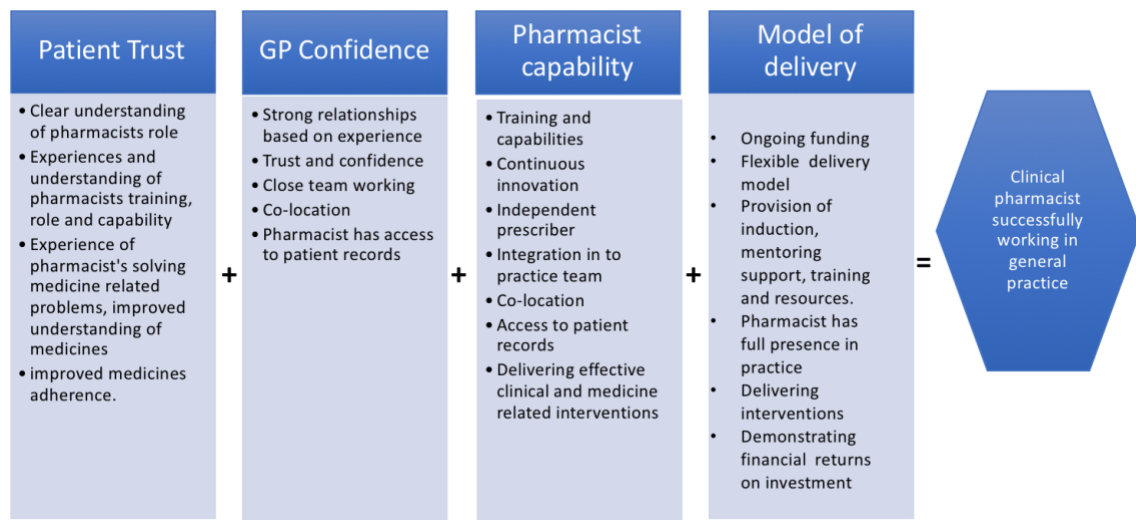 Patient Trust
• Clear understanding
of pharmacists role
• Experiences and
understanding of
pharmacists training,
role and capability
• Experience of
pharmacist's solving
medicine related
problems, improved
understanding of
medicines
• improved medicines
adherence.
+
GP Confidence
• Strong relationships
based on experience
• Trust and confidence
• Close team working
• Co-location
• Pharmacist has access
to patient records
+
Pharmacist
capability
• Training and
capabilities
• Continuous
innovation
• Independent
prescriber
• Integration in to
practice team
• Co-location
• Access to patient
records
• Delivering effective
clinical and medicine
related interventions
+
Model of
delivery
• Ongoing funding
• Flexible delivery
model
• Provision of
induction,
mentoring
support, training
and resources.
• Pharmacist has
full presence in
practice
• Delivering
interventions
• Demonstrating
financial returns
on investment
=
Clinical
pharmacist
successfully
working in
general
practice